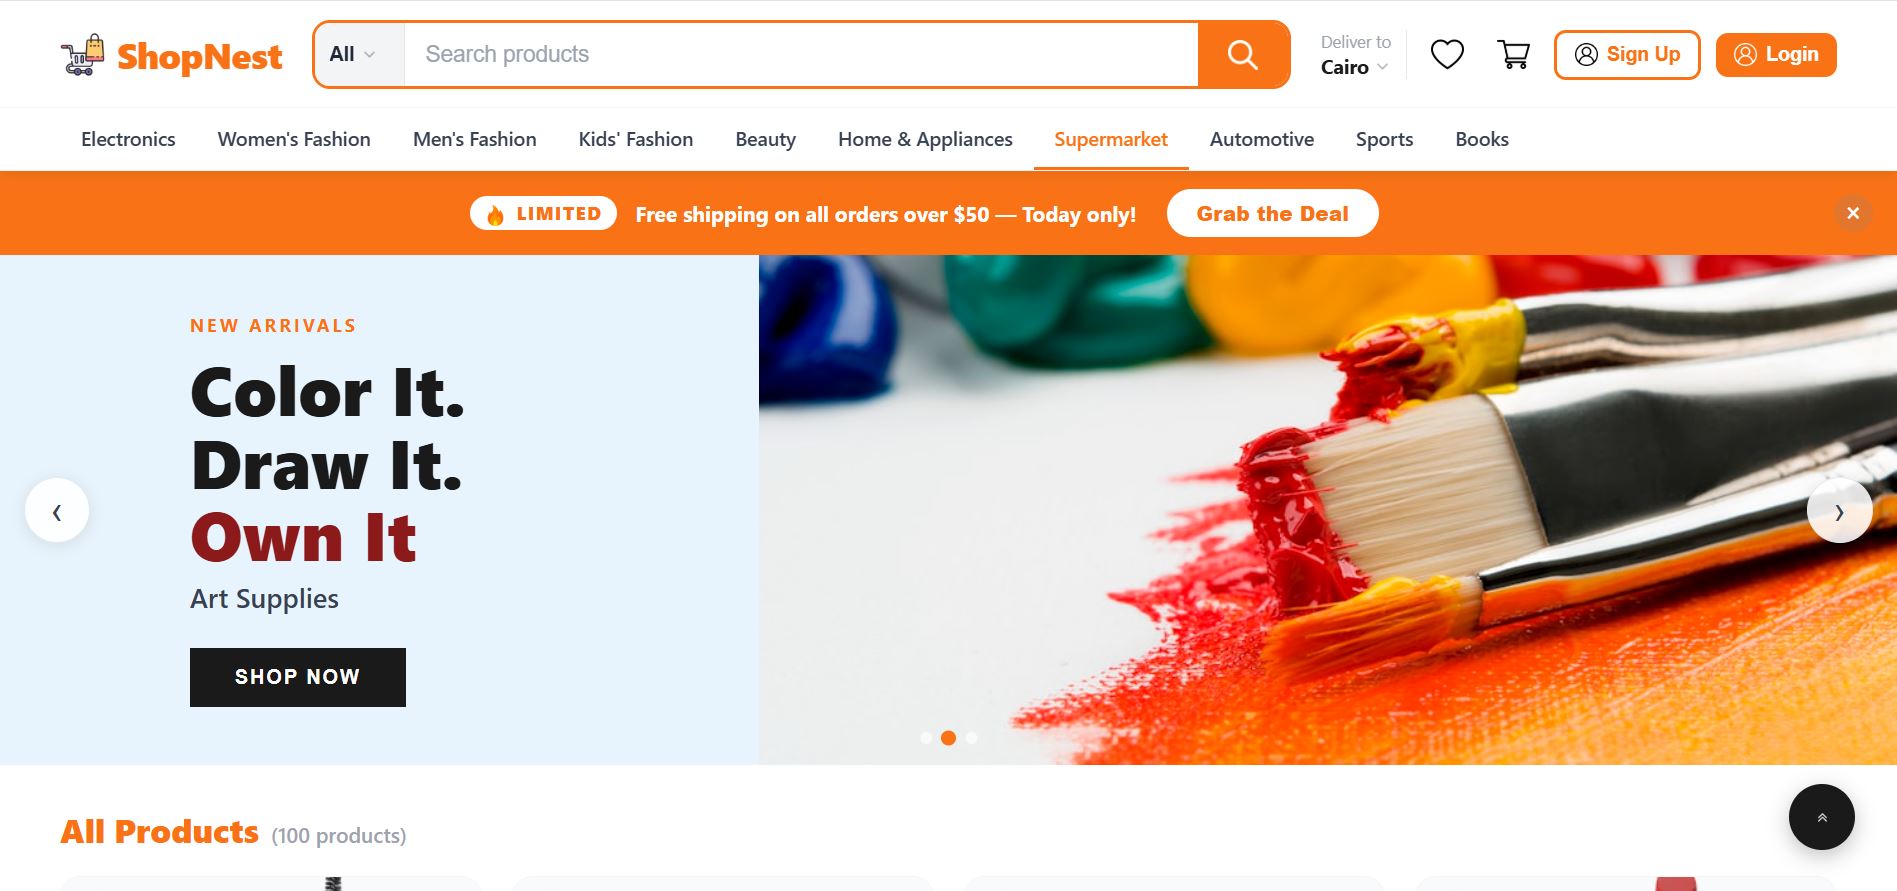 ShopNest
All
Search products
Deliver to
Cairo
Sign Up
Login
Electronics
Women's Fashion
Men's Fashion
Kids' Fashion
Beauty
Home & Appliances
Supermarket
Automotive
Sports
Books
LIMITED
Free shipping on all orders over $50 — Today only!
Grab the Deal
NEW ARRIVALS
Color It.
Draw It.
Own It
Art Supplies
SHOP NOW
All Products (100 products)